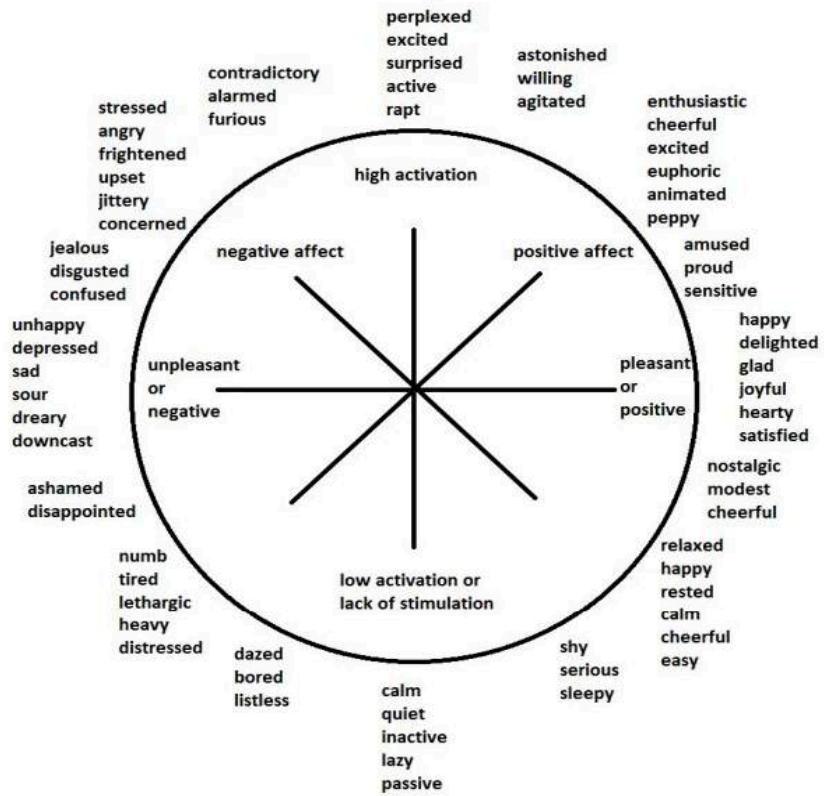 perplexed
excited
surprised
active
rapt
astonished
willing
agitated
contradictory
alarmed
furious
enthusiastic
cheerful
excited
euphoric
animated
peppy
stressed
angry
frightened
upset
jittery
concerned
high activation
negative affect
positive affect
amused
proud
sensitive
jealous
disgusted
confused
happy
delighted
glad
joyful
hearty
satisfied
unhappy
depressed
sad
sour
dreary
downcast
unpleasant
or
negative
pleasant
or
positive
nostalgic
modest
cheerful
ashamed
disappointed
relaxed
happy
rested
calm
cheerful
easy
numb
tired
lethargic
heavy
distressed
low activation or
lack of stimulation
shy
serious
sleepy
dazed
bored
listless
calm
quiet
inactive
lazy
passive